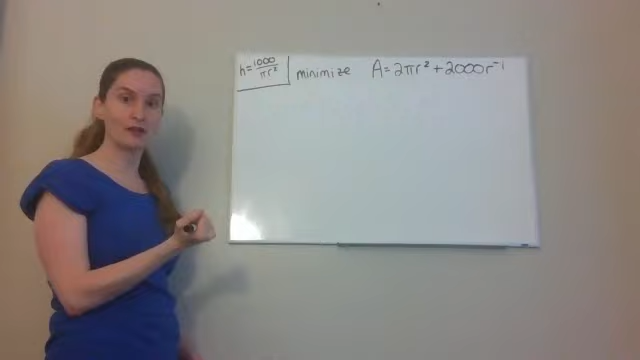 h = 1000/πr² minimize A = 2πr² + 2000r⁻¹